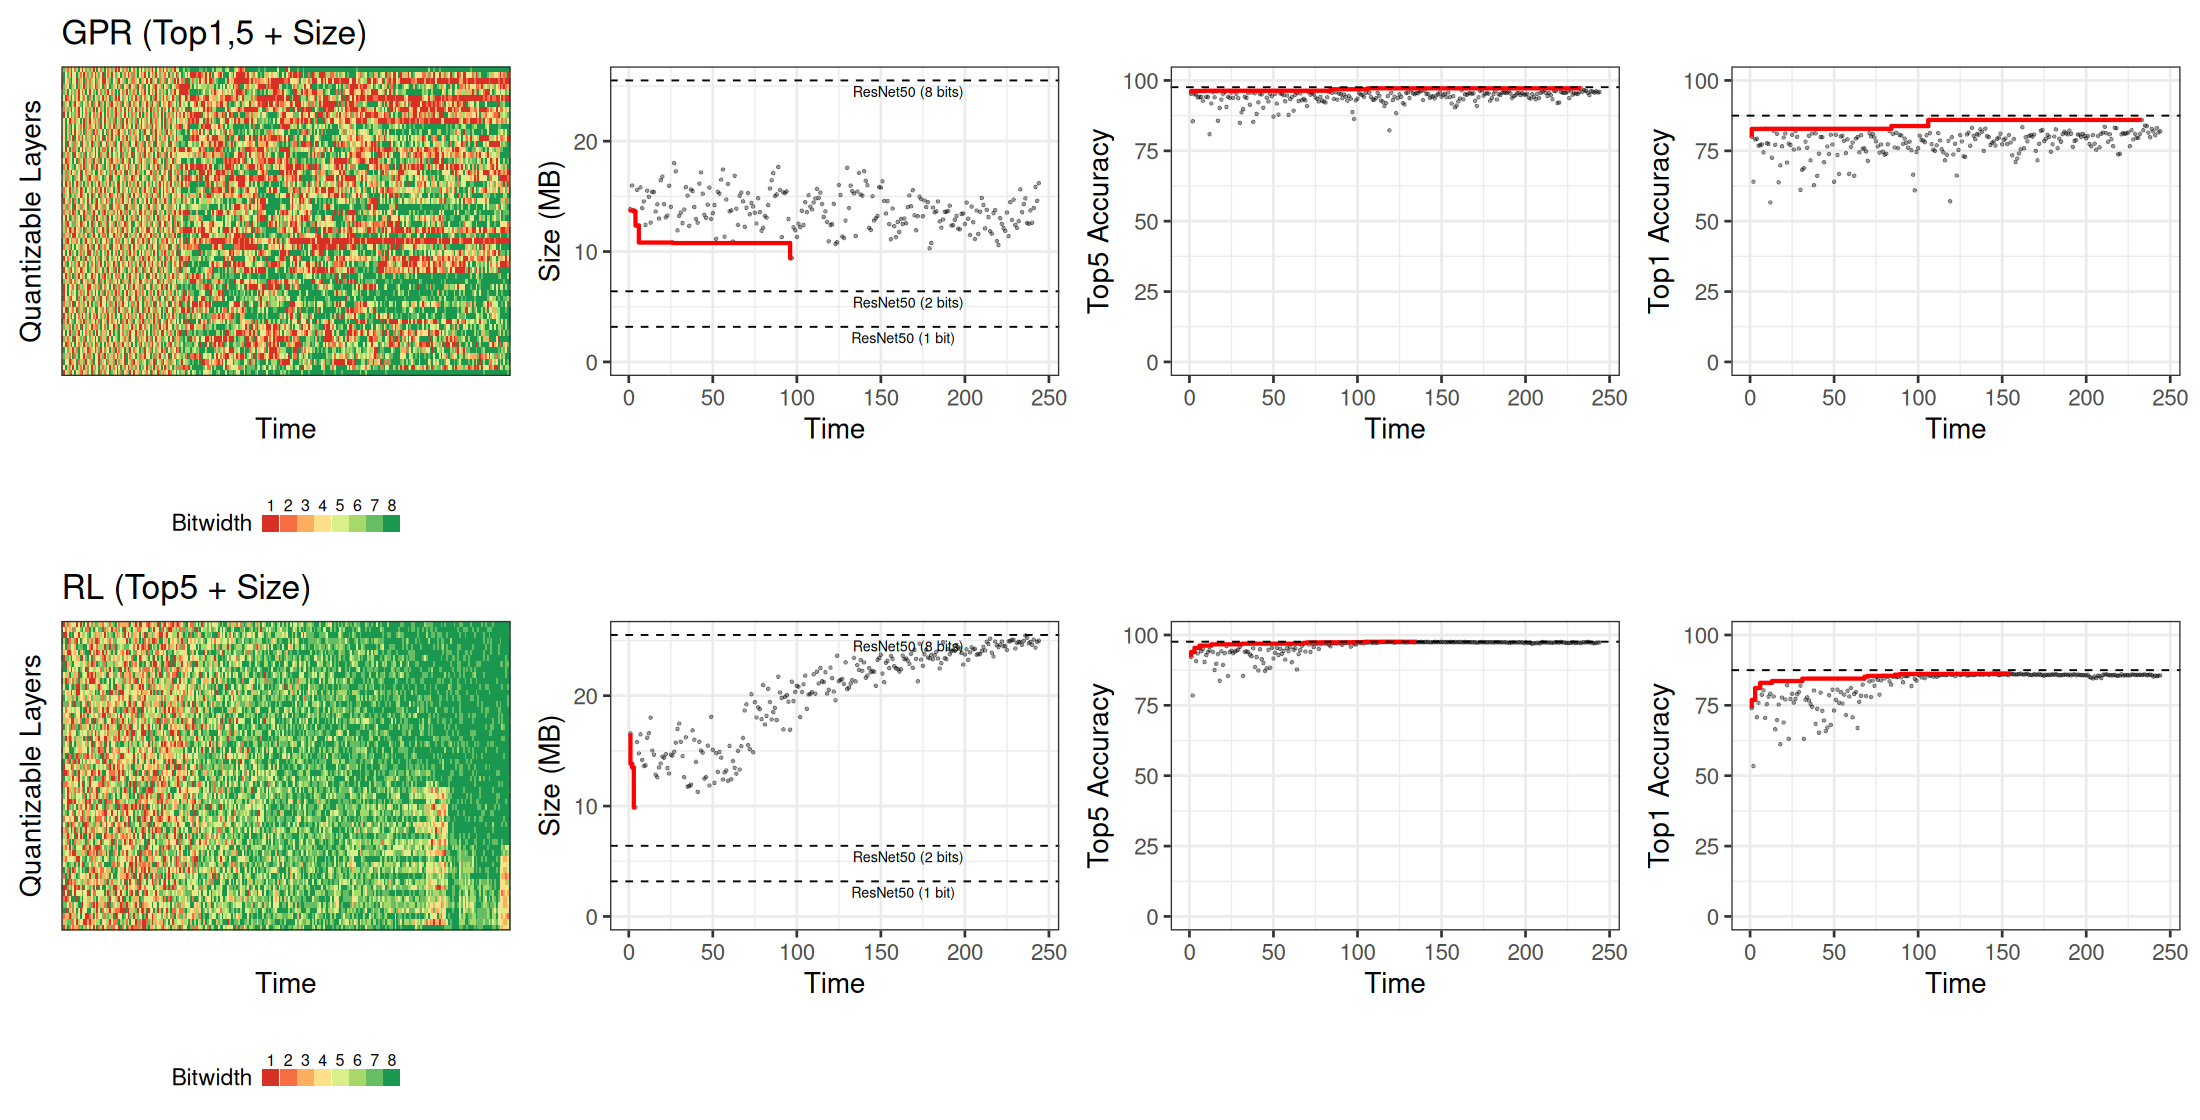 GPR (Top1,5 + Size)
Quantizable Layers
Time
Bitwidth
1 2 3 4 5 6 7 8
Size (MB)
20
10
0
ResNet50 (8 bits)
ResNet50 (2 bits)
ResNet50 (1 bit)
0 50 100 150 200 250
Time
Top5 Accuracy
100
75
50
25
0
0 50 100 150 200 250
Time
Top1 Accuracy
100
75
50
25
0
0 50 100 150 200 250
Time
RL (Top5 + Size)
Quantizable Layers
Time
Bitwidth
1 2 3 4 5 6 7 8
Size (MB)
20
10
0
ResNet50 (8 bits)
ResNet50 (2 bits)
ResNet50 (1 bit)
0 50 100 150 200 250
Time
Top5 Accuracy
100
75
50
25
0
0 50 100 150 200 250
Time
Top1 Accuracy
100
75
50
25
0
0 50 100 150 200 250
Time